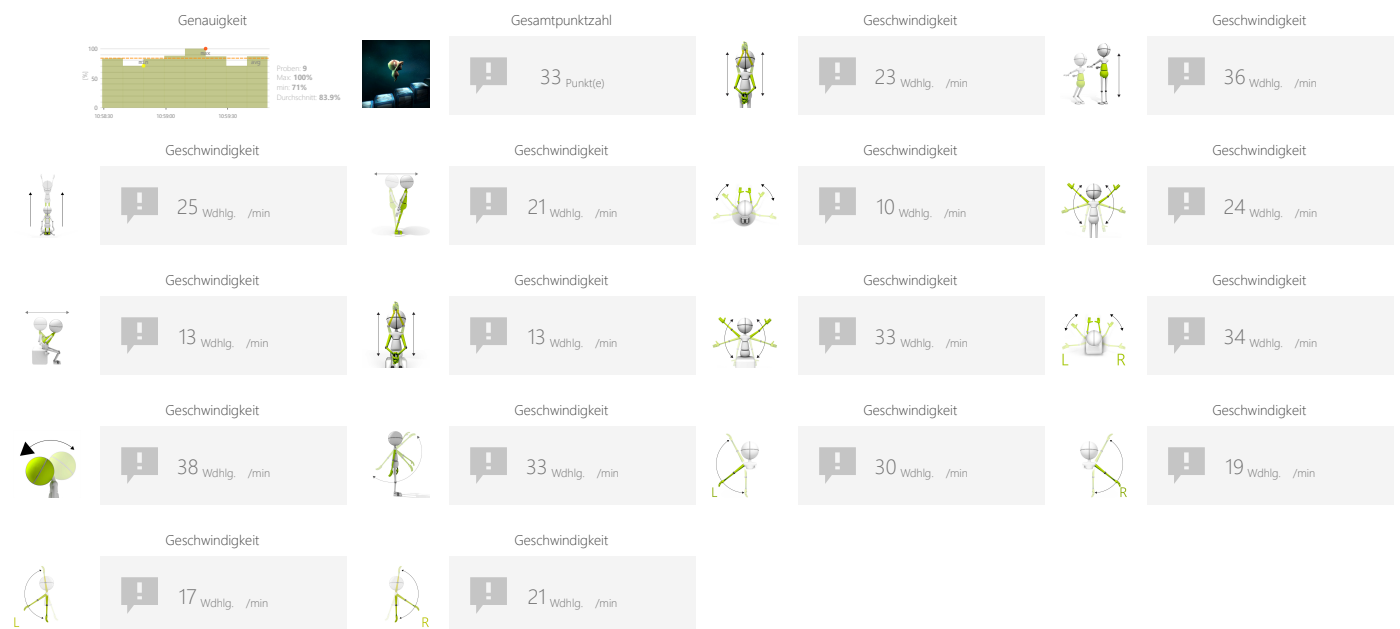 Genauigkeit
Gesamtpunktzahl
Geschwindigkeit
Geschwindigkeit
100
50
0
[%]
max
min
avg
10:58:30
10:59:00
10:59:30
Proben: 9
Max: 100%
min: 71%
Durchschnitt 83.9%
33 Punkt(e)
23 Wdhlg. /min
36 Wdhlg. /min
Geschwindigkeit
Geschwindigkeit
Geschwindigkeit
Geschwindigkeit
25 Wdhlg. /min
21 Wdhlg. /min
10 Wdhlg. /min
24 Wdhlg. /min
Geschwindigkeit
Geschwindigkeit
Geschwindigkeit
Geschwindigkeit
13 Wdhlg. /min
13 Wdhlg. /min
33 Wdhlg. /min
L R
34 Wdhlg. /min
Geschwindigkeit
Geschwindigkeit
Geschwindigkeit
Geschwindigkeit
38 Wdhlg. /min
33 Wdhlg. /min
L
30 Wdhlg. /min
R
19 Wdhlg. /min
Geschwindigkeit
Geschwindigkeit
L
17 Wdhlg. /min
R
21 Wdhlg. /min